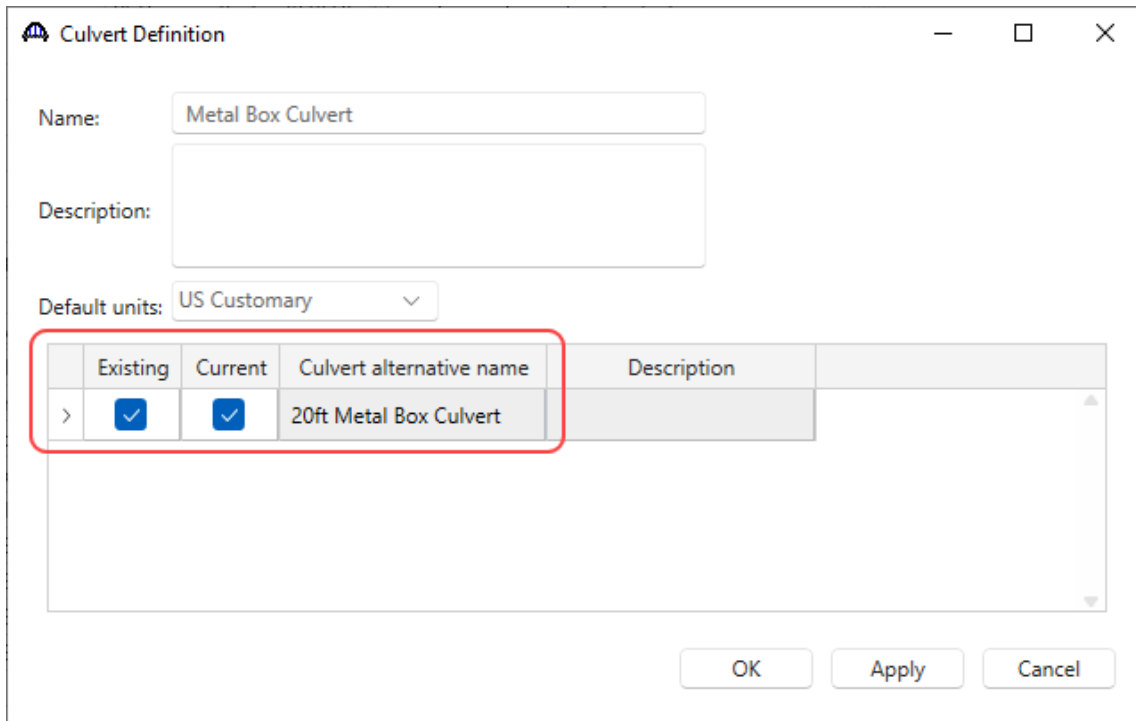 Culvert Definition
Name: Metal Box Culvert
Description:
Default units: US Customary
Existing Current Culvert alternative name Description
20ft Metal Box Culvert
OK Apply Cancel